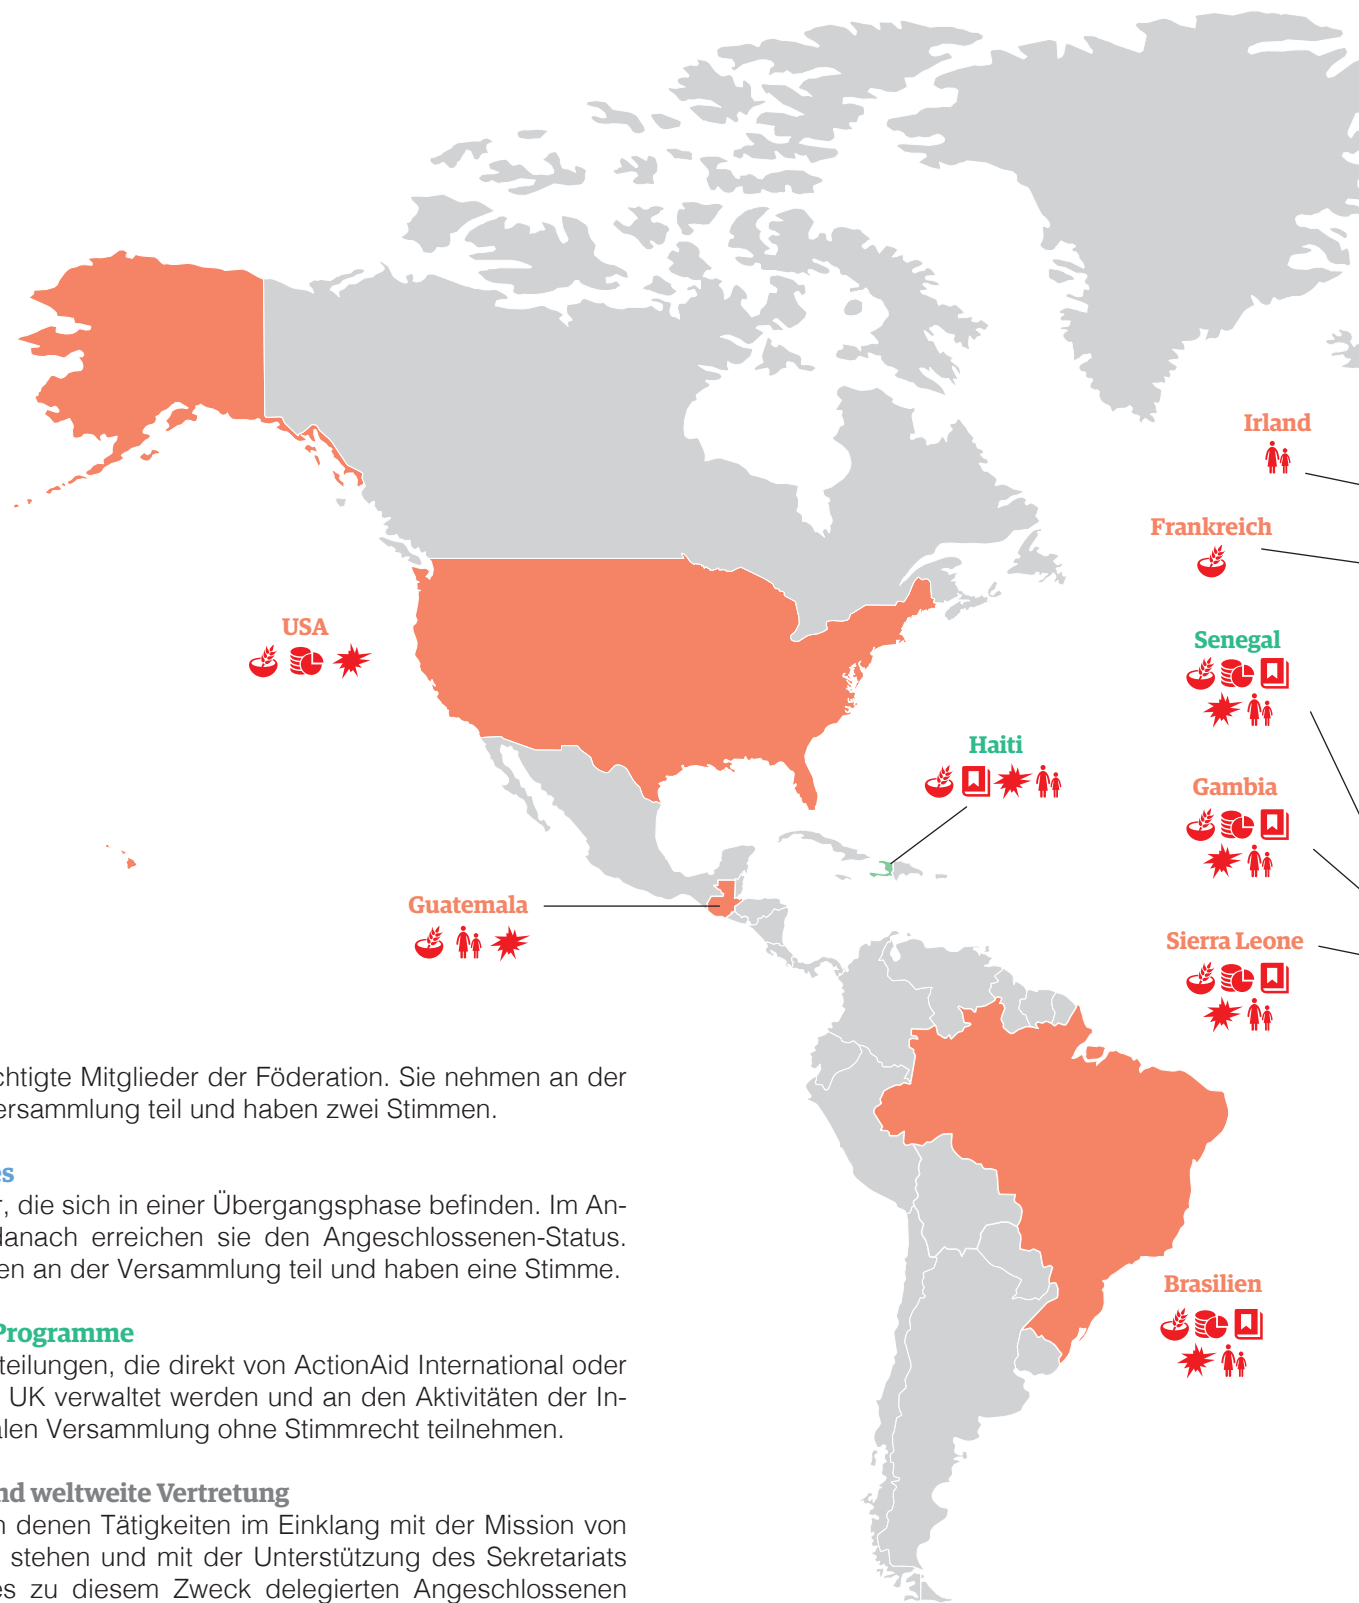 Irland
Frankreich
USA
Senegal
Haiti
Gambia
Guatemala
Sierra Leone
chtigte Mitglieder der Föderation. Sie nehmen an der
ersammlung teil und haben zwei Stimmen.
es
r, die sich in einer Übergangsphase befinden. Im An-
danach erreichen sie den Angeschlossenen-Status.
en an der Versammlung teil und haben eine Stimme.
Brasilien
Programme
teilungen, die direkt von ActionAid International oder
UK verwaltet werden und an den Aktivitäten der In-
alen Versammlung ohne Stimmrecht teilnehmen.
nd weltweite Vertretung
n denen Tätigkeiten im Einklang mit der Mission von
stehen und mit der Unterstützung des Sekretariats
es zu diesem Zweck delegierten Angeschlossenen